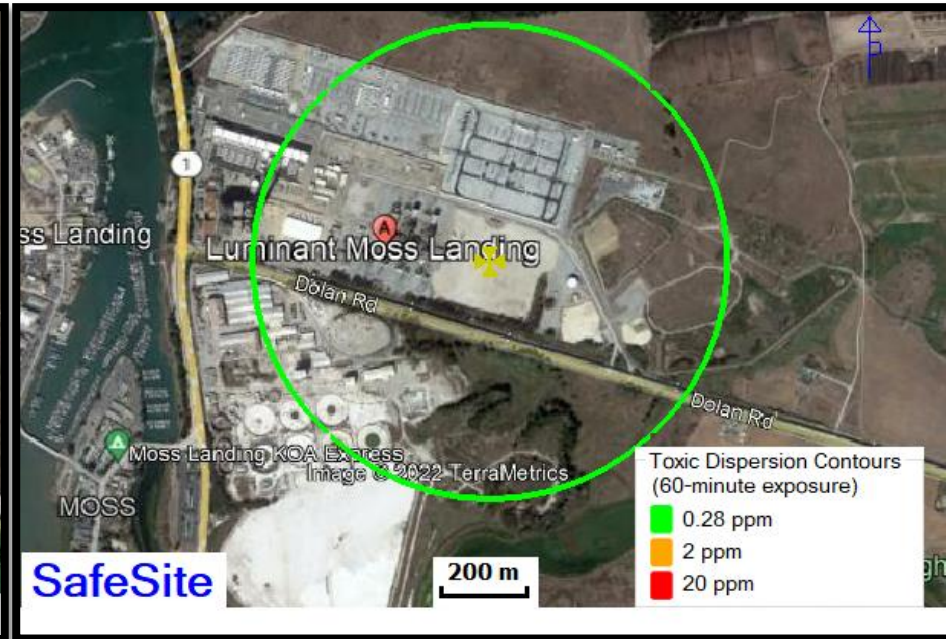 1
ss Landing
Luminant Moss Landing
A
Dolan Rd
Dolan Rd
Moss Landing KOA Express
Image © 2022 TerraMetrics
MOSS
Toxic Dispersion Contours
(60-minute exposure)
0.28 ppm
2 ppm
20 ppm
SafeSite
200 m
gh